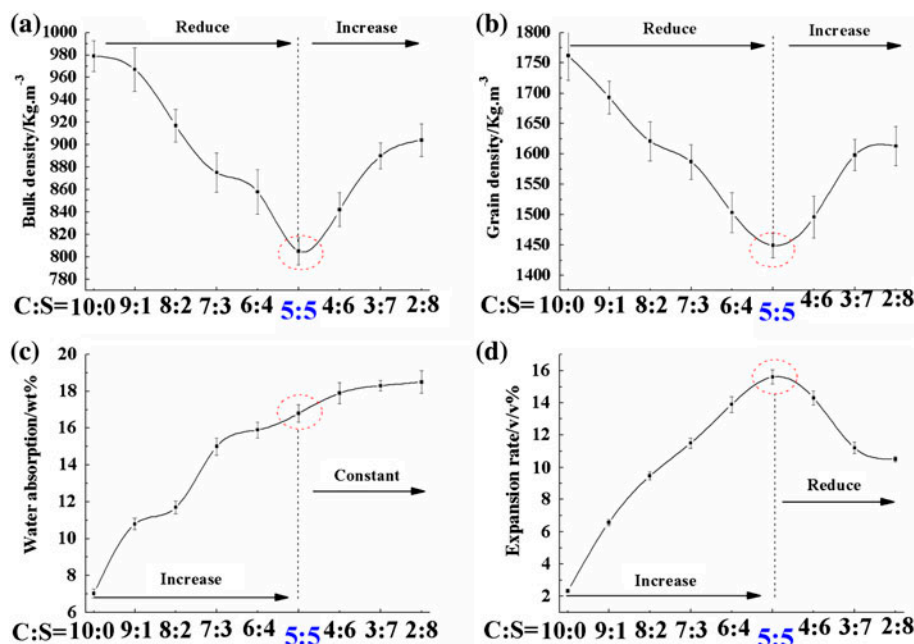 (a)
Reduce
Increase
Bulk density/Kg.m-3
1000
980
960
940
920
900
880
860
840
820
800
780
770
C:S= 10:0 9:1 8:2 7:3 6:4 5:5 4:6 3:7 2:8
(b)
Reduce
Increase
Grain density/Kg.m-3
1800
1750
1700
1650
1600
1550
1500
1450
1400
10:0 9:1 8:2 7:3 6:4 5:5 4:6 3:7 2:8
(c)
Constant
Increase
Water absorption/wt%
20
18
16
14
12
10
8
6
C:S= 10:0 9:1 8:2 7:3 6:4 5:5 4:6 3:7 2:8
(d)
Reduce
Increase
Expansion rate/v/v%
16
14
12
10
8
6
4
2
C:S= 10:0 9:1 8:2 7:3 6:4 5:5 4:6 3:7 2:8